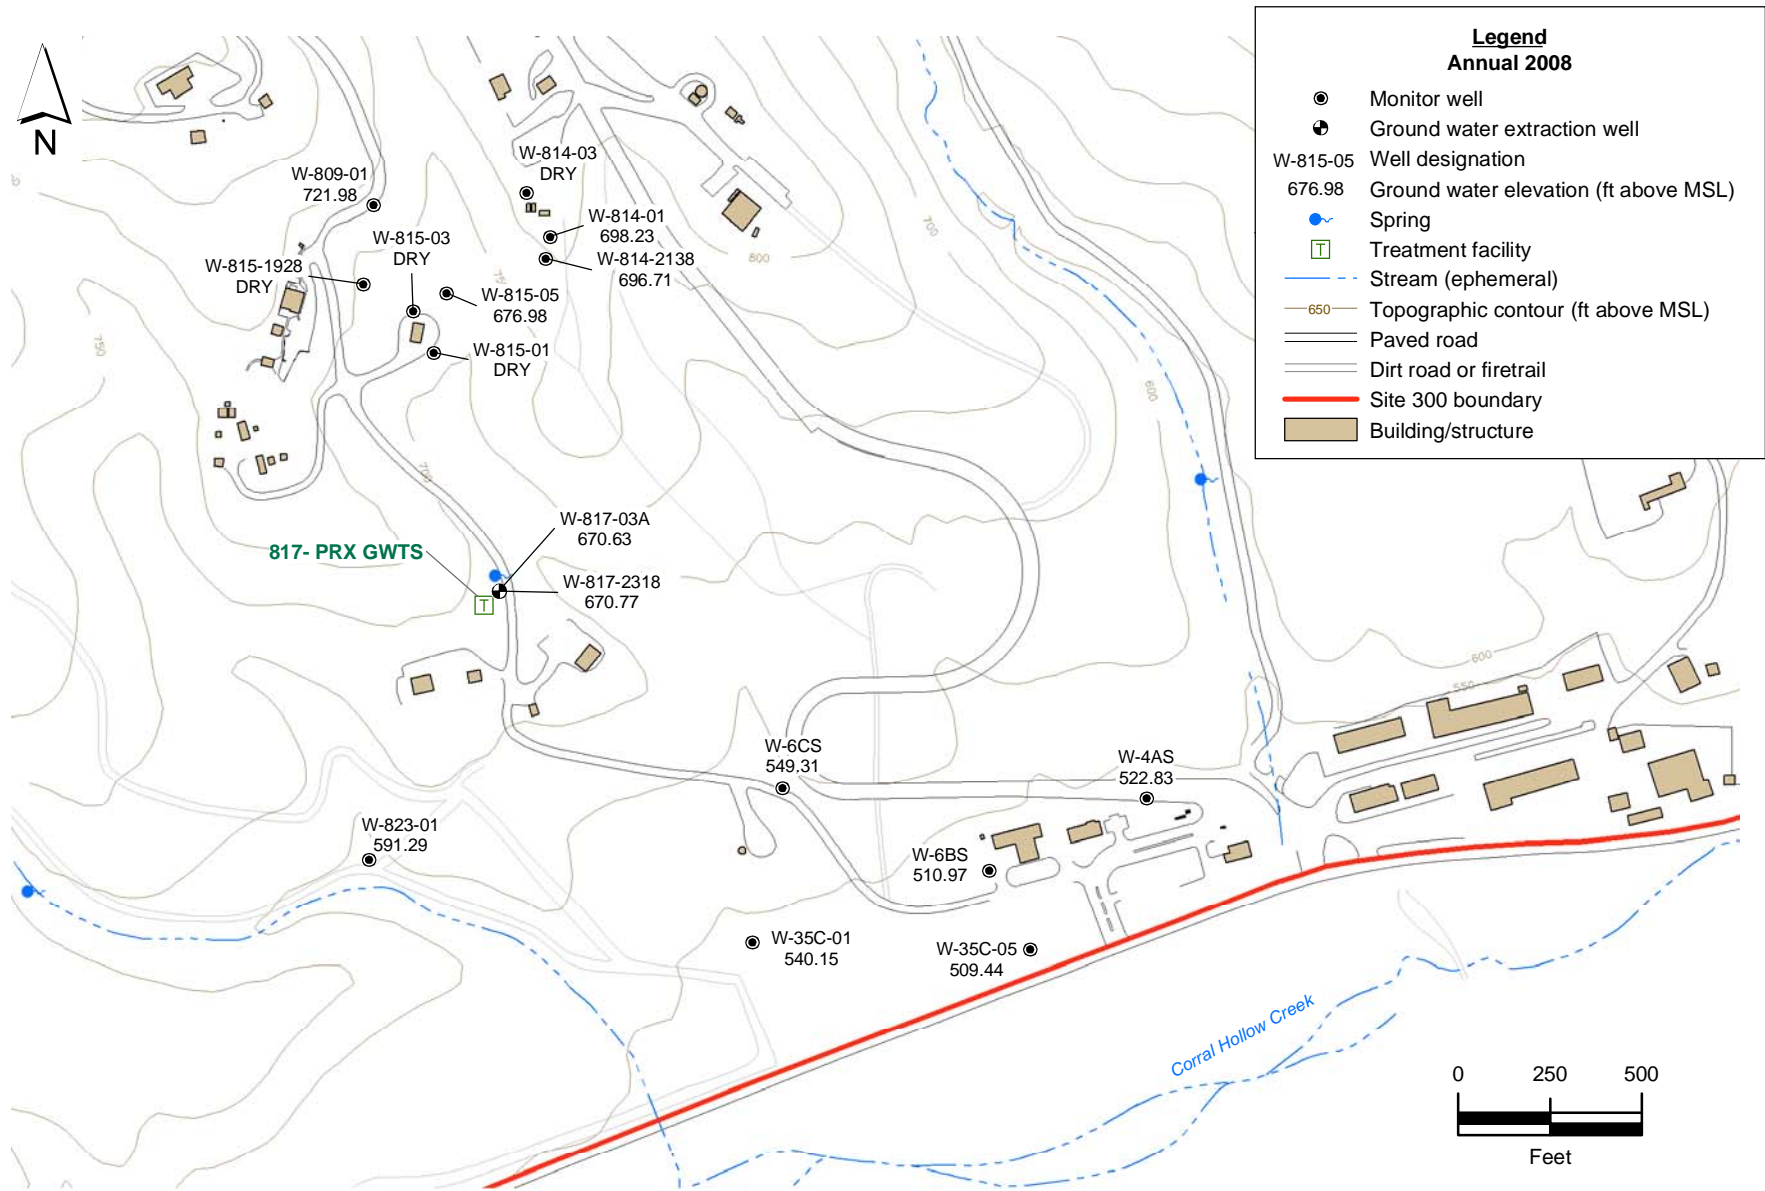 Legend
Annual 2008
Monitor well
Ground water extraction well
W-815-05 Well designation
676.98 Ground water elevation (ft above MSL)
Spring
T Treatment facility
Stream (ephemeral)
650 Topographic contour (ft above MSL)
Paved road
Dirt road or firetrail
Site 300 boundary
Building/structure
N
W-809-01
721.98
W-814-03
DRY
W-814-01
698.23
W-814-2138
696.71
W-815-03
DRY
W-815-1928
DRY
W-815-05
676.98
W-815-01
DRY
700
800
750
600
700
W-817-03A
670.63
817- PRX GWTS
W-817-2318
670.77
T
600
550
W-6CS
549.31
W-4AS
522.83
W-823-01
591.29
W-6BS
510.97
W-35C-01
540.15
W-35C-05
509.44
Corral Hollow Creek
0 250 500
Feet